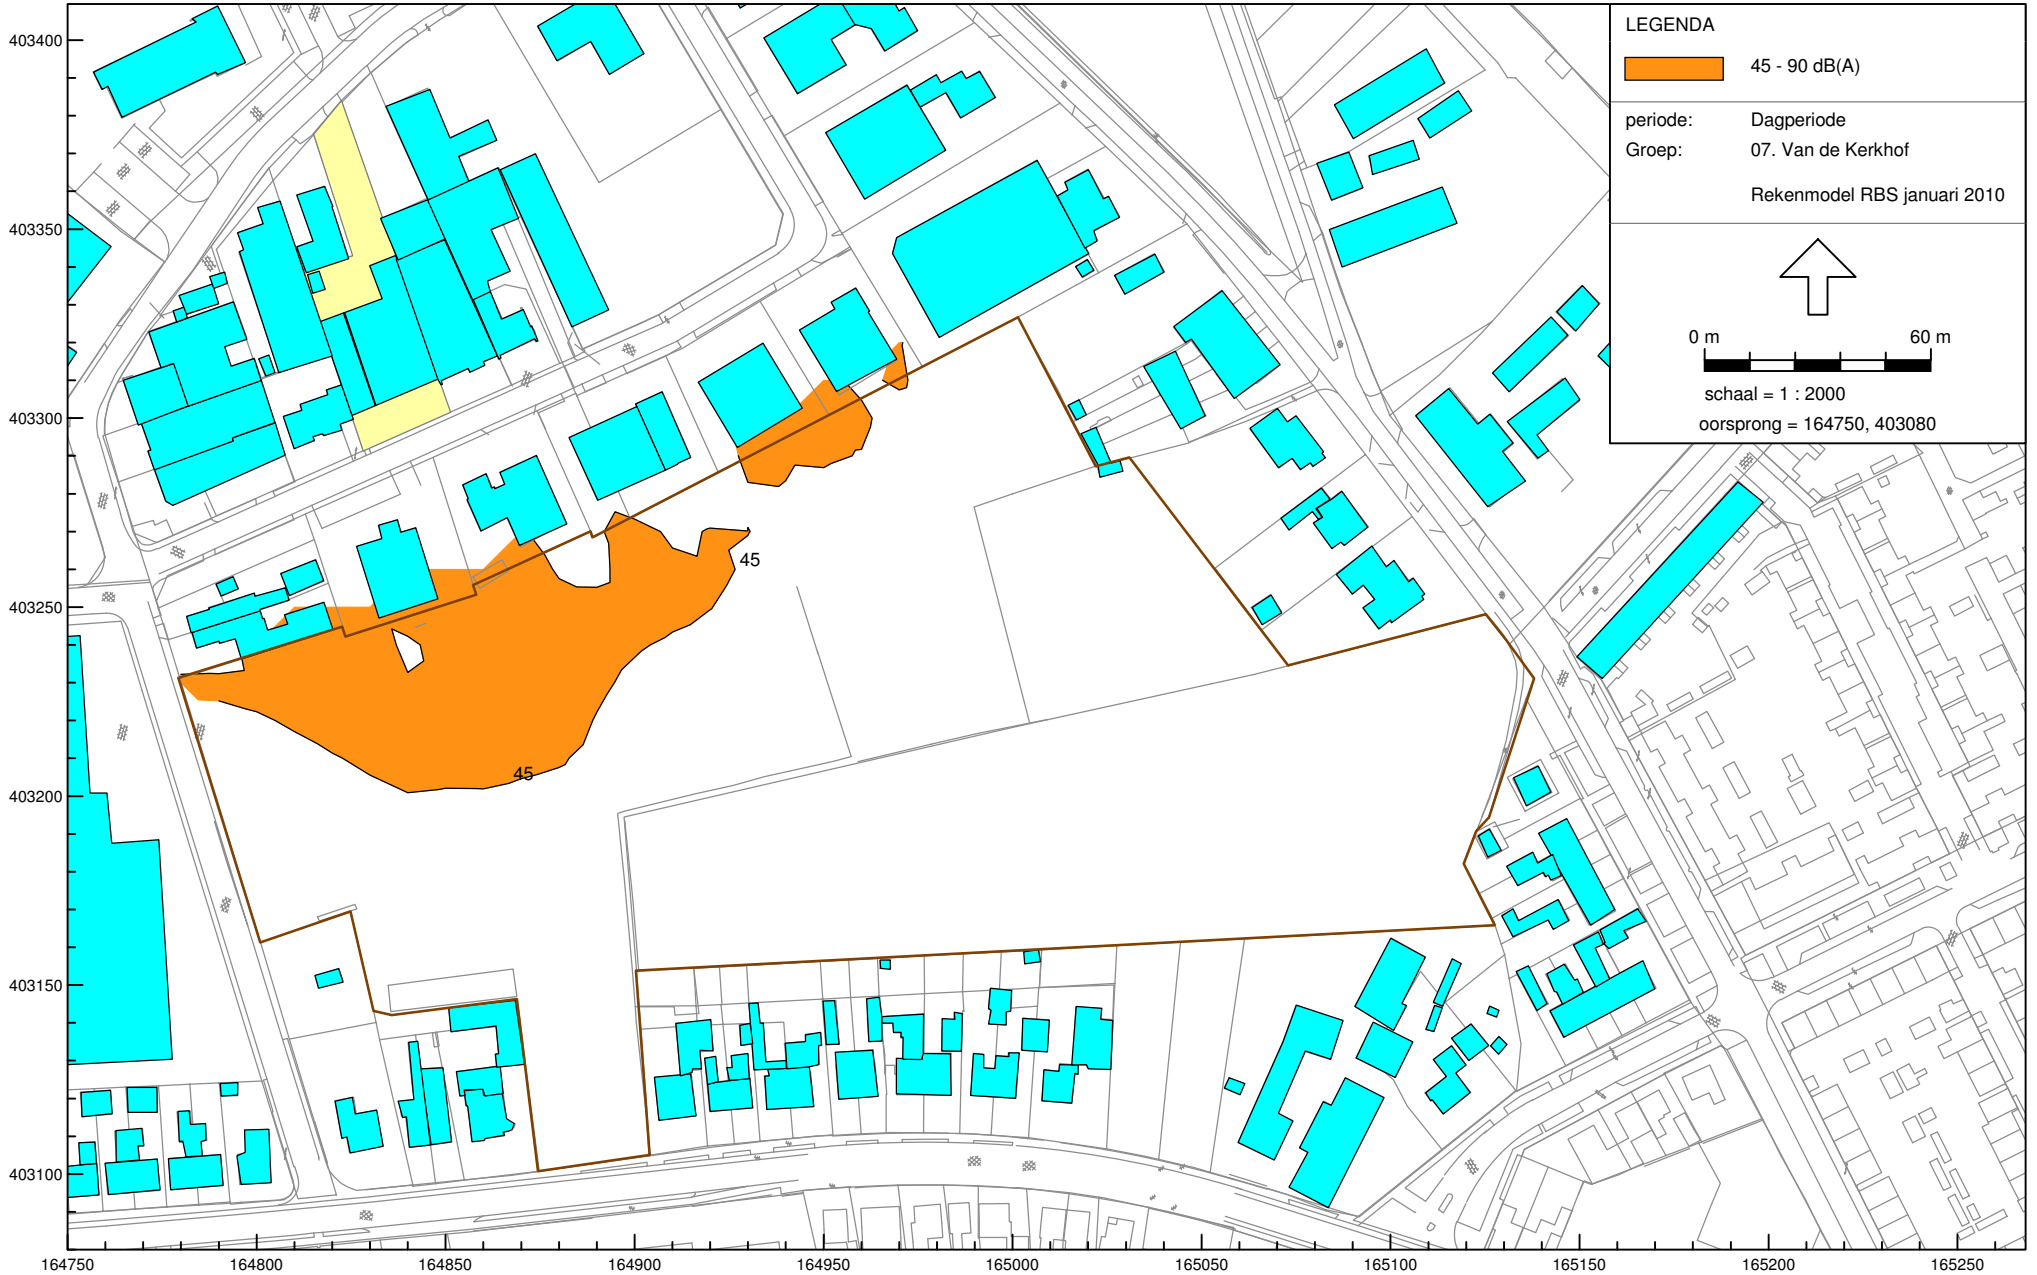 LEGENDA
45 - 90 dB(A)
periode: Dagperiode
Groep: 07. Van de Kerkhof
Rekenmodel RBS januari 2010
0 m 60 m
schaal = 1 : 2000
oorsprong = 164750, 403080
403400
403350
403300
403250
403200
403150
403100
45
45
164750 164800 164850 164900 164950 165000 165050 165100 165150 165200 165250